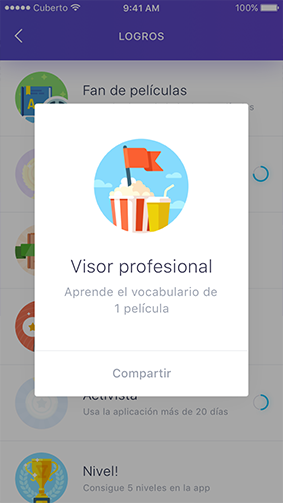 Cuberto 9:41 AM 100%
LOGROS
Fan de películas
Visor profesional
Aprende el vocabulario de
1 película
Compartir
Activista
Usa la aplicación más de 20 días
Nivel!
Consigue 5 niveles en la app